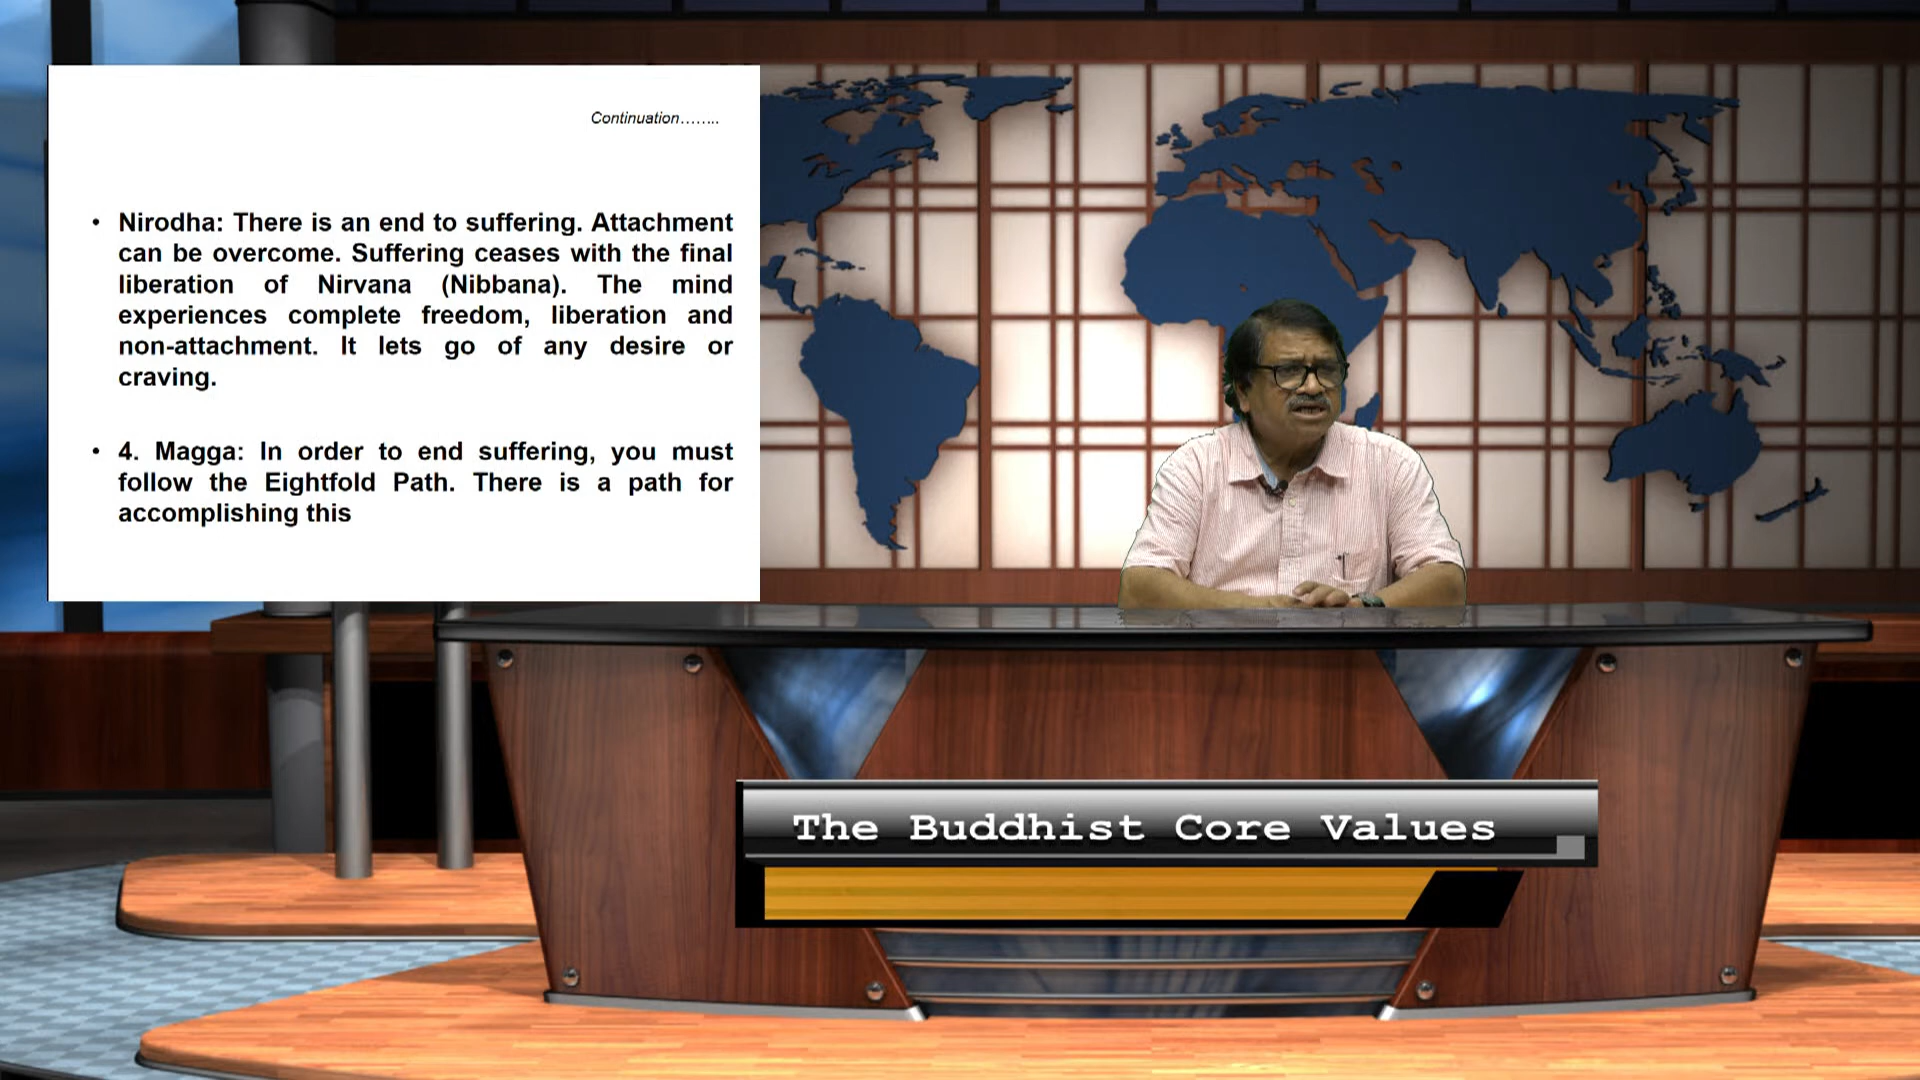 Continuation........
• Nirodha: There is an end to suffering. Attachment
can be overcome. Suffering ceases with the final
liberation of Nirvana (Nibbana). The mind
experiences complete freedom, liberation and
non-attachment. It lets go of any desire or
craving.
• 4. Magga: In order to end suffering, you must
follow the Eightfold Path. There is a path for
accomplishing this
The Buddhist Core Values